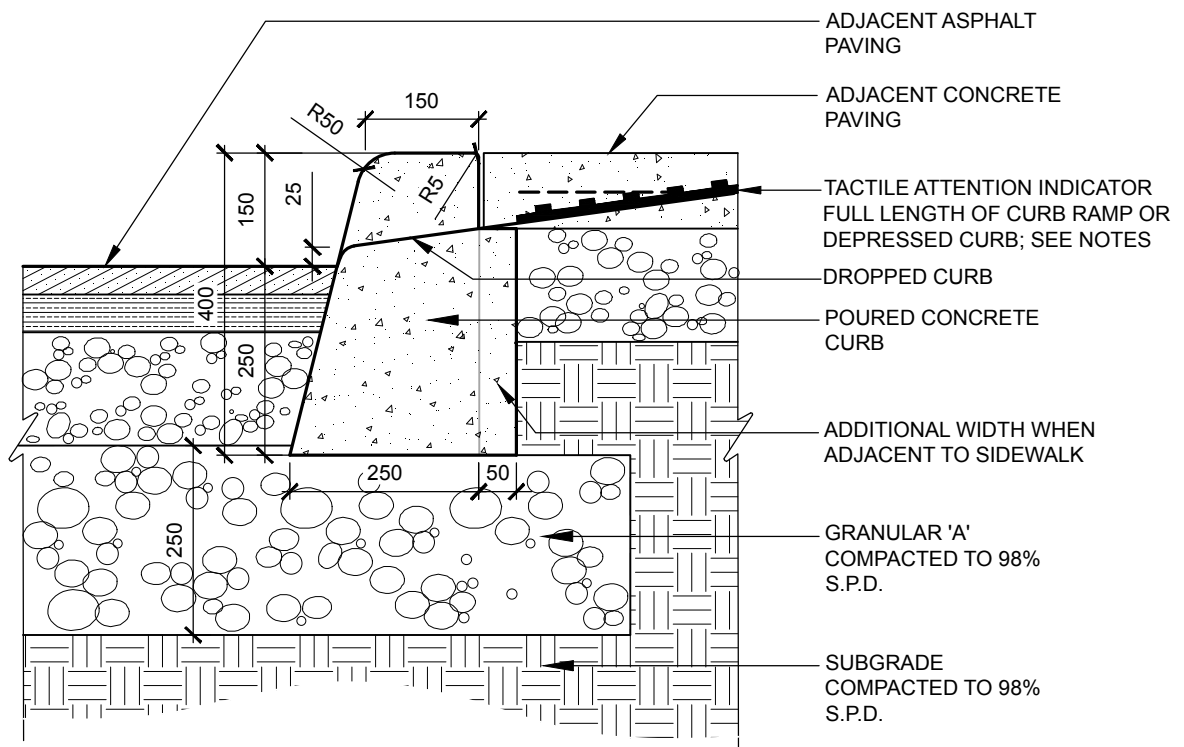 ADJACENT ASPHALT
PAVING
150
R50
ADJACENT CONCRETE
PAVING
R5
25
150
TACTILE ATTENTION INDICATOR
FULL LENGTH OF CURB RAMP OR
DEPRESSED CURB; SEE NOTES
DROPPED CURB
400
POURED CONCRETE
CURB
250
ADDITIONAL WIDTH WHEN
ADJACENT TO SIDEWALK
250
50
250
GRANULAR 'A'
COMPACTED TO 98%
S.P.D.
SUBGRADE
COMPACTED TO 98%
S.P.D.